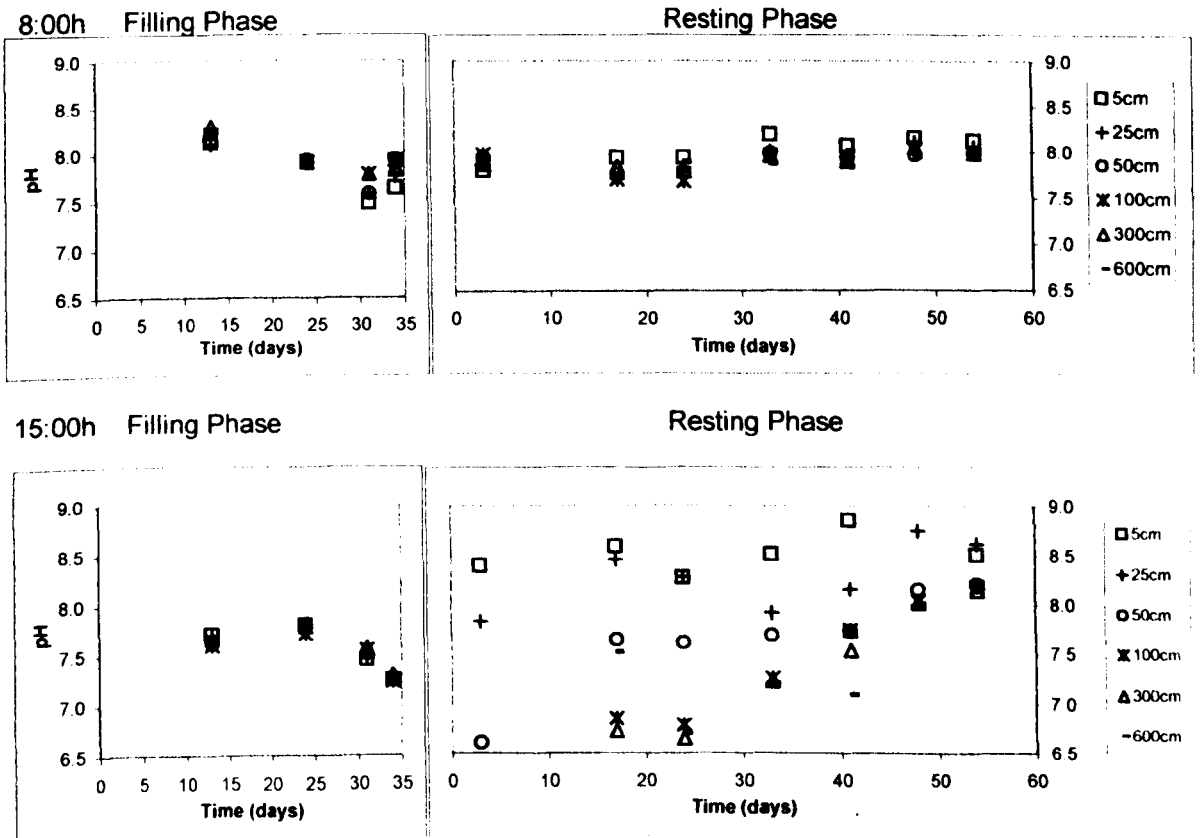 8:00h Filling Phase Resting Phase
9.0 9.0
8.5 8.5
8.0 8.0
7.5 7.5
7.0 7.0
6.5 6.5
pH
0 5 10 15 20 25 30 35
Time (days)
0 10 20 30 40 50 60
Time (days)
5cm
25cm
50cm
100cm
300cm
600cm
15:00h Filling Phase Resting Phase
9.0 9.0
8.5 8.5
8.0 8.0
7.5 7.5
7.0 7.0
6.5 6.5
pH
0 5 10 15 20 25 30 35
Time (days)
0 10 20 30 40 50 60
Time (days)
5cm
25cm
50cm
100cm
300cm
600cm